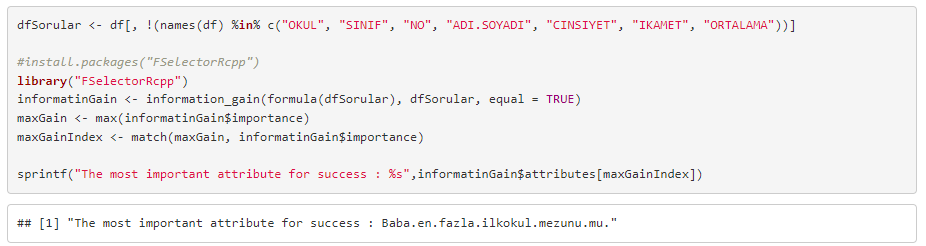 dfSorular <- df[, !(names(df) %in% c("OKUL", "SINIF", "NO", "ADI.SOYADI", "CINSIYET", "IKAMET", "ORTALAMA"))]
#install.packages("FSelectorRcpp")
library("FSelectorRcpp")
informatinGain <- information_gain(formula(dfSorular), dfSorular, equal = TRUE)
maxGain <- max(informatinGain$importance)
maxGainIndex <- match(maxGain, informatinGain$importance)
sprintf("The most important attribute for success : %s",informatinGain$attributes[maxGainIndex])
## [1] "The most important attribute for success : Baba.en.fazla.ilkokul.mezunu.mu."